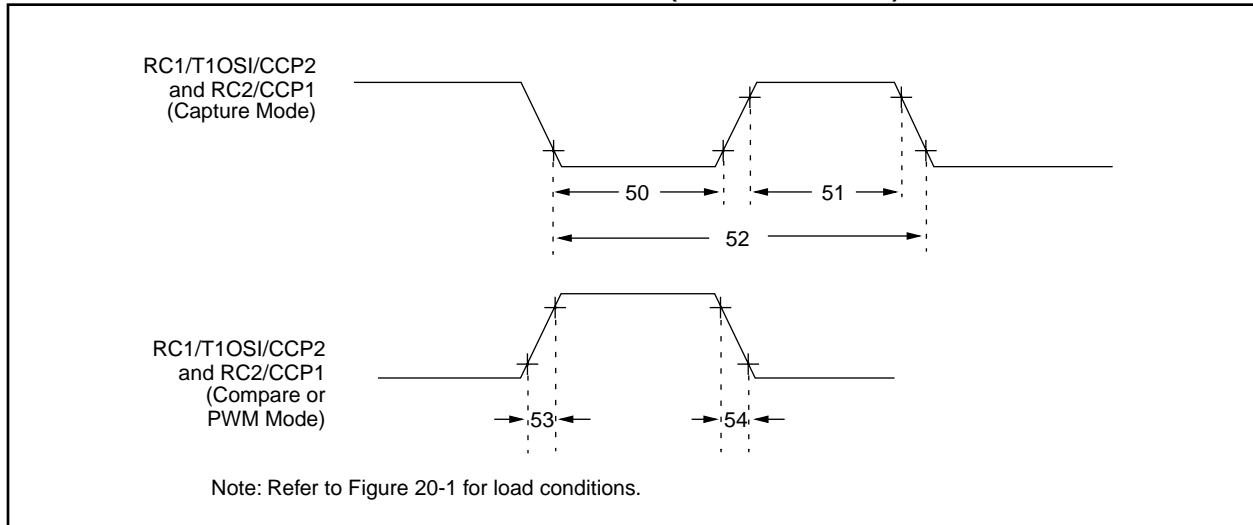 RC1/T1OSI/CCP2
and RC2/CCP1
(Capture Mode)
50
51
52
RC1/T1OSI/CCP2
and RC2/CCP1
(Compare or
PWM Mode)
53
54
Note: Refer to Figure 20-1 for load conditions.